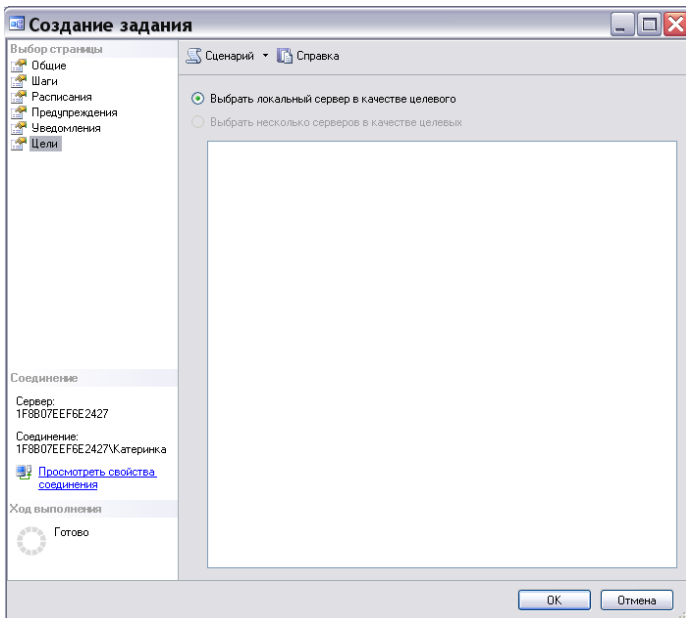 Создание задания
Выбор страницы
Общие
Шаги
Расписания
Предупреждения
Уведомления
Цели
Сценарий
Справка
Выбрать локальный сервер в качестве целевого
Выбрать несколько серверов в качестве целевых
Соединение
Сервер:
1F8B07EEF6E2427
Соединение:
1F8B07EEF6E2427\Катеринка
Просмотреть свойства
соединения
Ход выполнения
Готово
ОК
Отмена